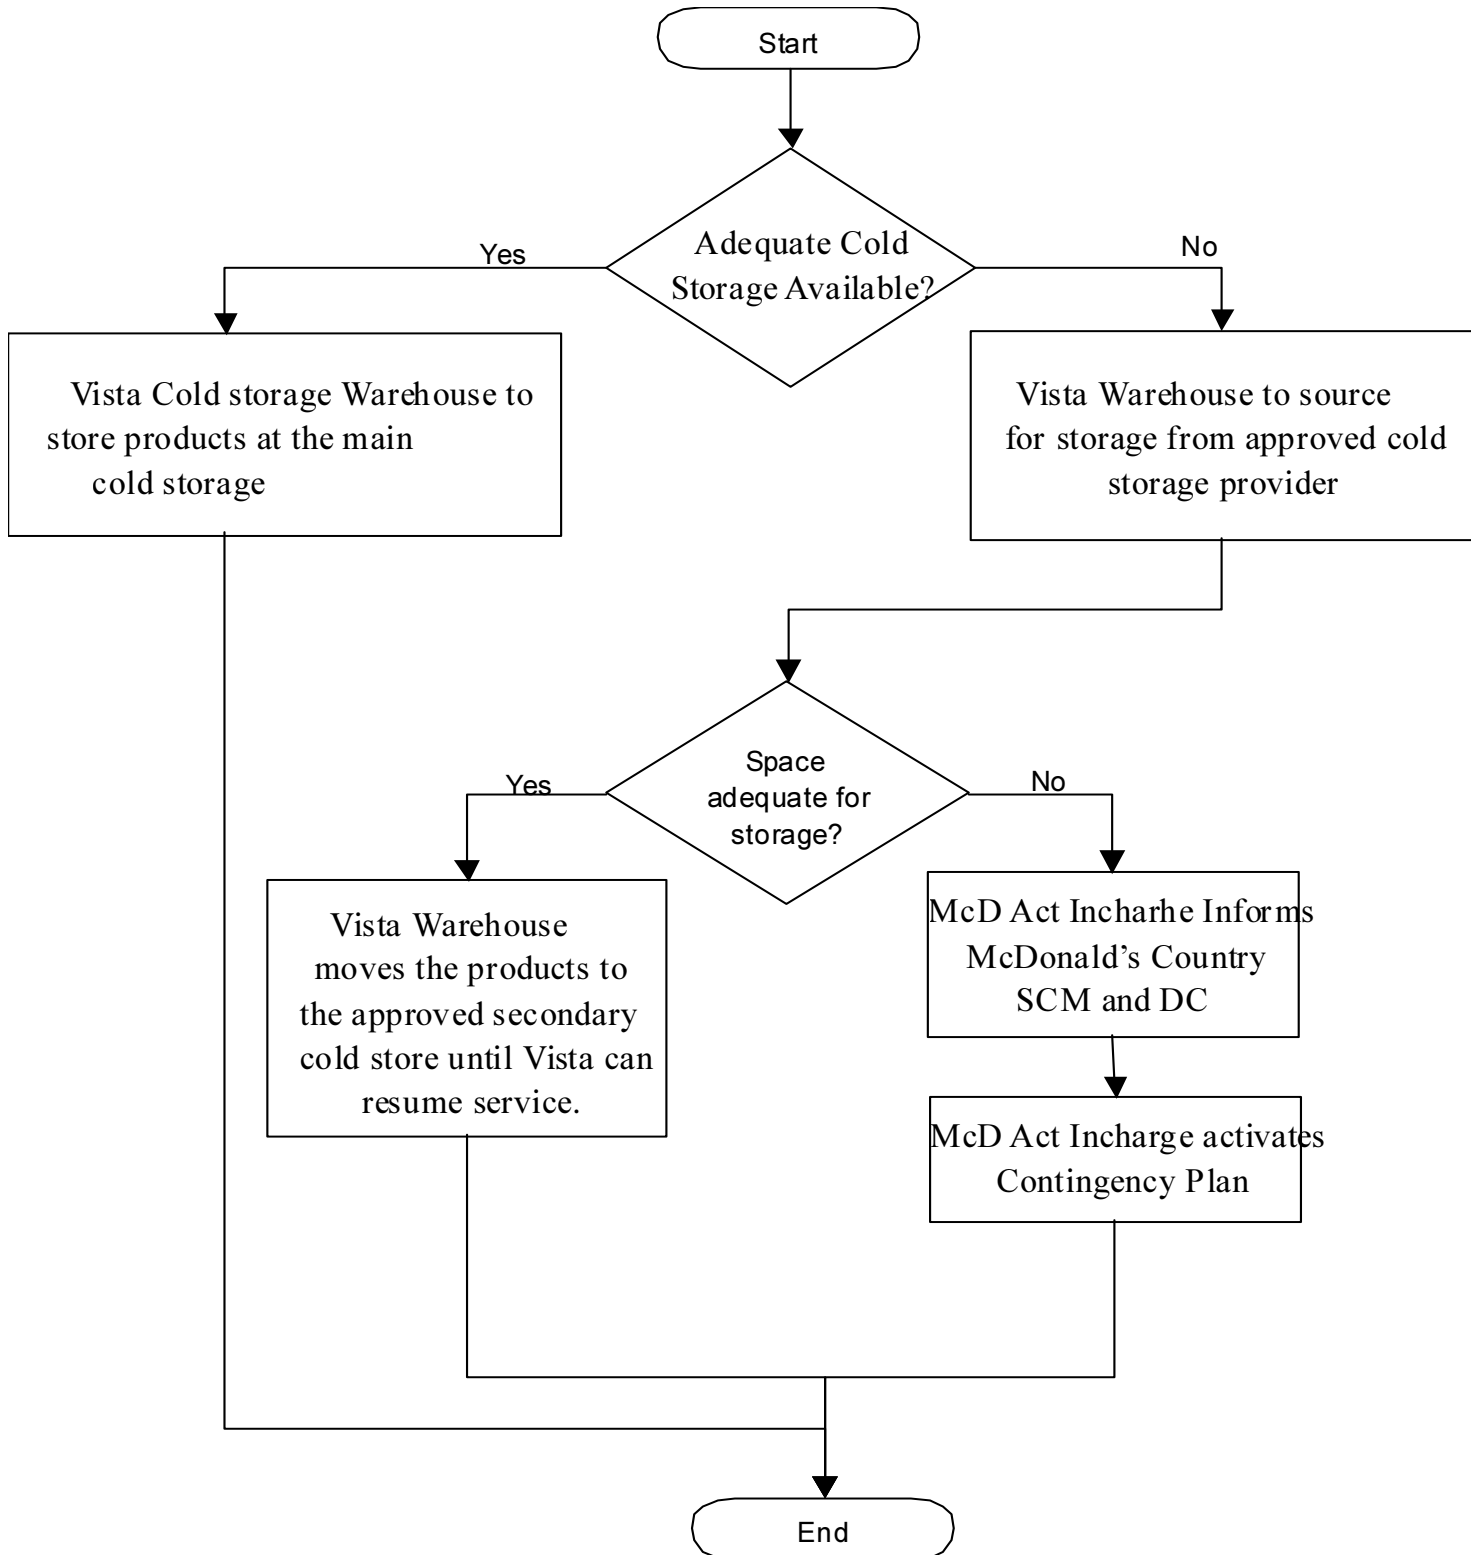 Start
Adequate Cold
Storage Available?
Yes
No
Vista Cold storage Warehouse to
store products at the main
cold storage
Vista Warehouse to source
for storage from approved cold
storage provider
Space
adequate for
storage?
Yes
No
Vista Warehouse
moves the products to
the approved secondary
cold store until Vista can
resume service.
McD Act Incharhe Informs
McDonald’s Country
SCM and DC
McD Act Incharge activates
Contingency Plan
End